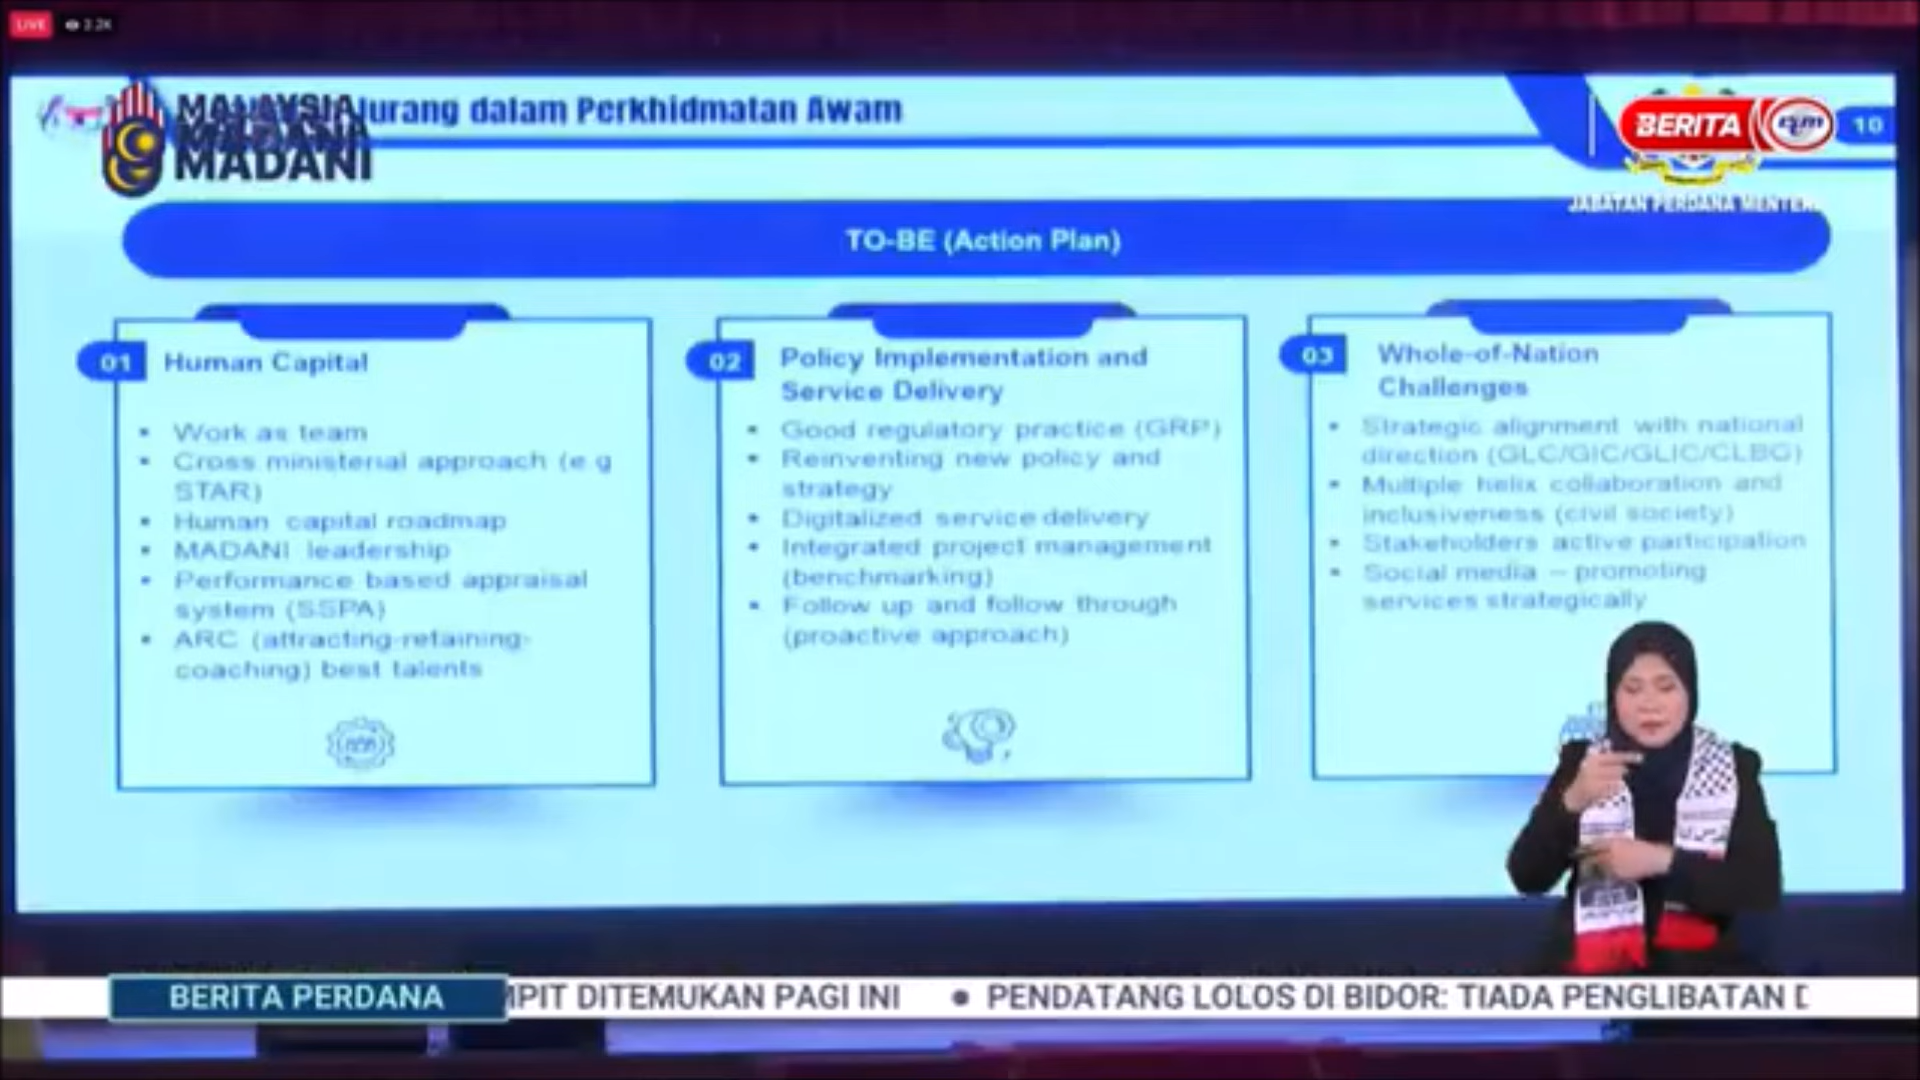 LIVE 3.2K
MALAYSIA
MADANI
Jurang dalam Perkhidmatan Awam
BERITA rtm
10
JABATAN PERDANA MENTERI
TO-BE (Action Plan)
01 Human Capital
▪ Work as team
▪ Cross ministerial approach (e.g
STAR)
▪ Human capital roadmap
▪ MADANI leadership
▪ Performance based appraisal
system (SSPA)
▪ ARC (attracting-retaining-
coaching) best talents
02 Policy Implementation and
Service Delivery
▪ Good regulatory practice (GRP)
▪ Reinventing new policy and
strategy
▪ Digitalized service delivery
▪ Integrated project management
(benchmarking)
▪ Follow up and follow through
(proactive approach)
03 Whole-of-Nation
Challenges
▪ Strategic alignment with national
direction (GLC/GIC/GLIC/CLBG)
▪ Multiple helix collaboration and
inclusiveness (civil society)
▪ Stakeholders active participation
▪ Social media – promoting
services strategically
BERITA PERDANA MPIT DITEMUKAN PAGI INI ● PENDATANG LOLOS DI BIDOR: TIADA PENGLIBATAN